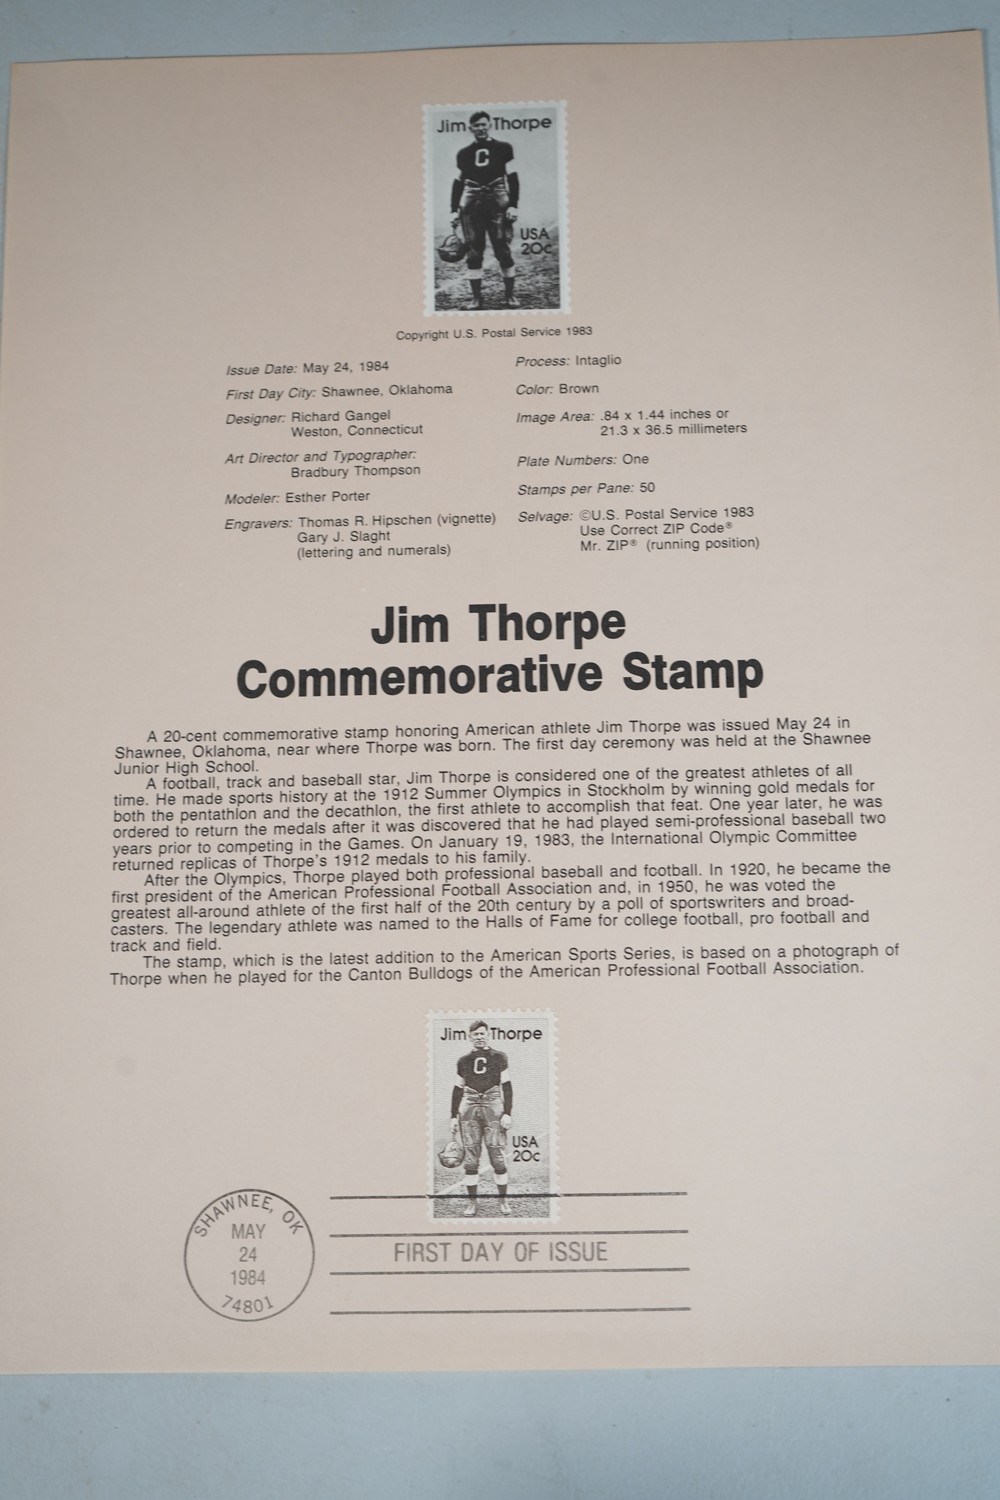 Jim Thorpe
C
USA
20c
Copyright U.S. Postal Service 1983
Issue Date: May 24, 1984
First Day City: Shawnee, Oklahoma
Designer: Richard Gangel
Weston, Connecticut
Art Director and Typographer:
Bradbury Thompson
Modeler: Esther Porter
Engravers: Thomas R. Hipschen (vignette)
Gary J. Slaght
(lettering and numerals)
Process: Intaglio
Color: Brown
Image Area: .84 x 1.44 inches or
21.3 x 36.5 millimeters
Plate Numbers: One
Stamps per Pane: 50
Selvage: ©U.S. Postal Service 1983
Use Correct ZIP Code®
Mr. ZIP® (running position)
Jim Thorpe
Commemorative Stamp
A 20-cent commemorative stamp honoring American athlete Jim Thorpe was issued May 24 in
Shawnee, Oklahoma, near where Thorpe was born. The first day ceremony was held at the Shawnee
Junior High School.
A football, track and baseball star, Jim Thorpe is considered one of the greatest athletes of all
time. He made sports history at the 1912 Summer Olympics in Stockholm by winning gold medals for
both the pentathlon and the decathlon, the first athlete to accomplish that feat. One year later, he was
ordered to return the medals after it was discovered that he had played semi-professional baseball two
years prior to competing in the Games. On January 19, 1983, the International Olympic Committee
returned replicas of Thorpe's 1912 medals to his family.
After the Olympics, Thorpe played both professional baseball and football. In 1920, he became the
first president of the American Professional Football Association and, in 1950, he was voted the
greatest all-around athlete of the first half of the 20th century by a poll of sportswriters and broad-
casters. The legendary athlete was named to the Halls of Fame for college football, pro football and
track and field.
The stamp, which is the latest addition to the American Sports Series, is based on a photograph of
Thorpe when he played for the Canton Bulldogs of the American Professional Football Association.
Jim Thorpe
C
USA
20c
SHAWNEE, OK
MAY
24
1984
74801
FIRST DAY OF ISSUE